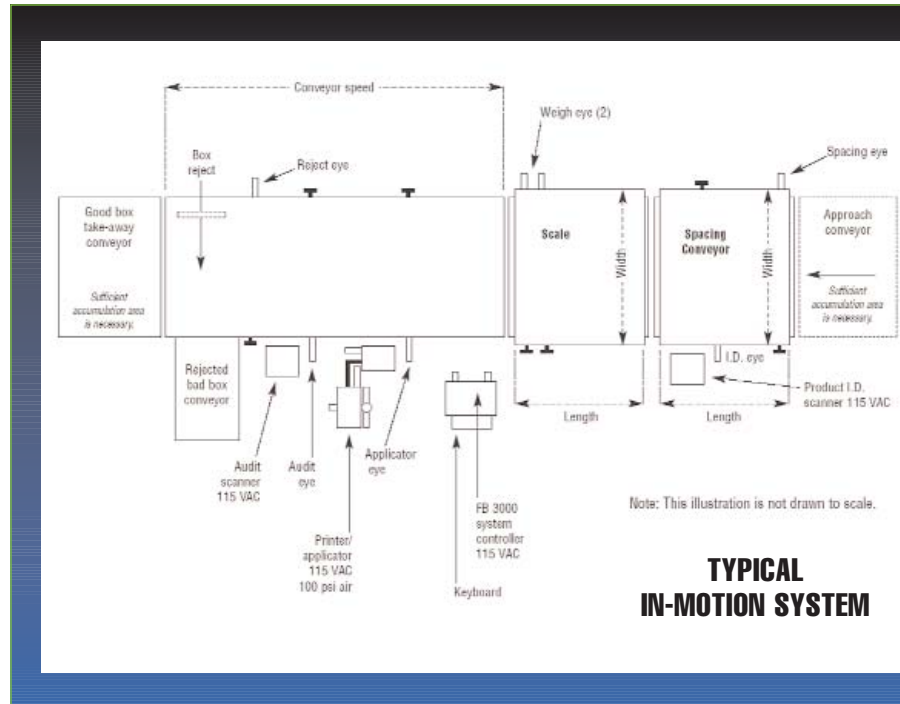 Conveyor speed
Weigh eye (2)
Box
reject
Reject eye
Spacing eye
Good box
take-away
conveyor
Sufficient
accumulation area
is necessary.
Scale
Width
Spacing
Conveyor
Width
Approach
conveyor
Sufficient
accumulation area
is necessary.
Rejected
bad box
conveyor
I.D. eye
Product I.D.
scanner 115 VAC
Length
Length
Audit
scanner
115 VAC
Audit
eye
Applicator
eye
Printer/
applicator
115 VAC
100 psi air
FB 3000
system
controller
115 VAC
Keyboard
Note: This illustration is not drawn to scale.
TYPICAL
IN-MOTION SYSTEM